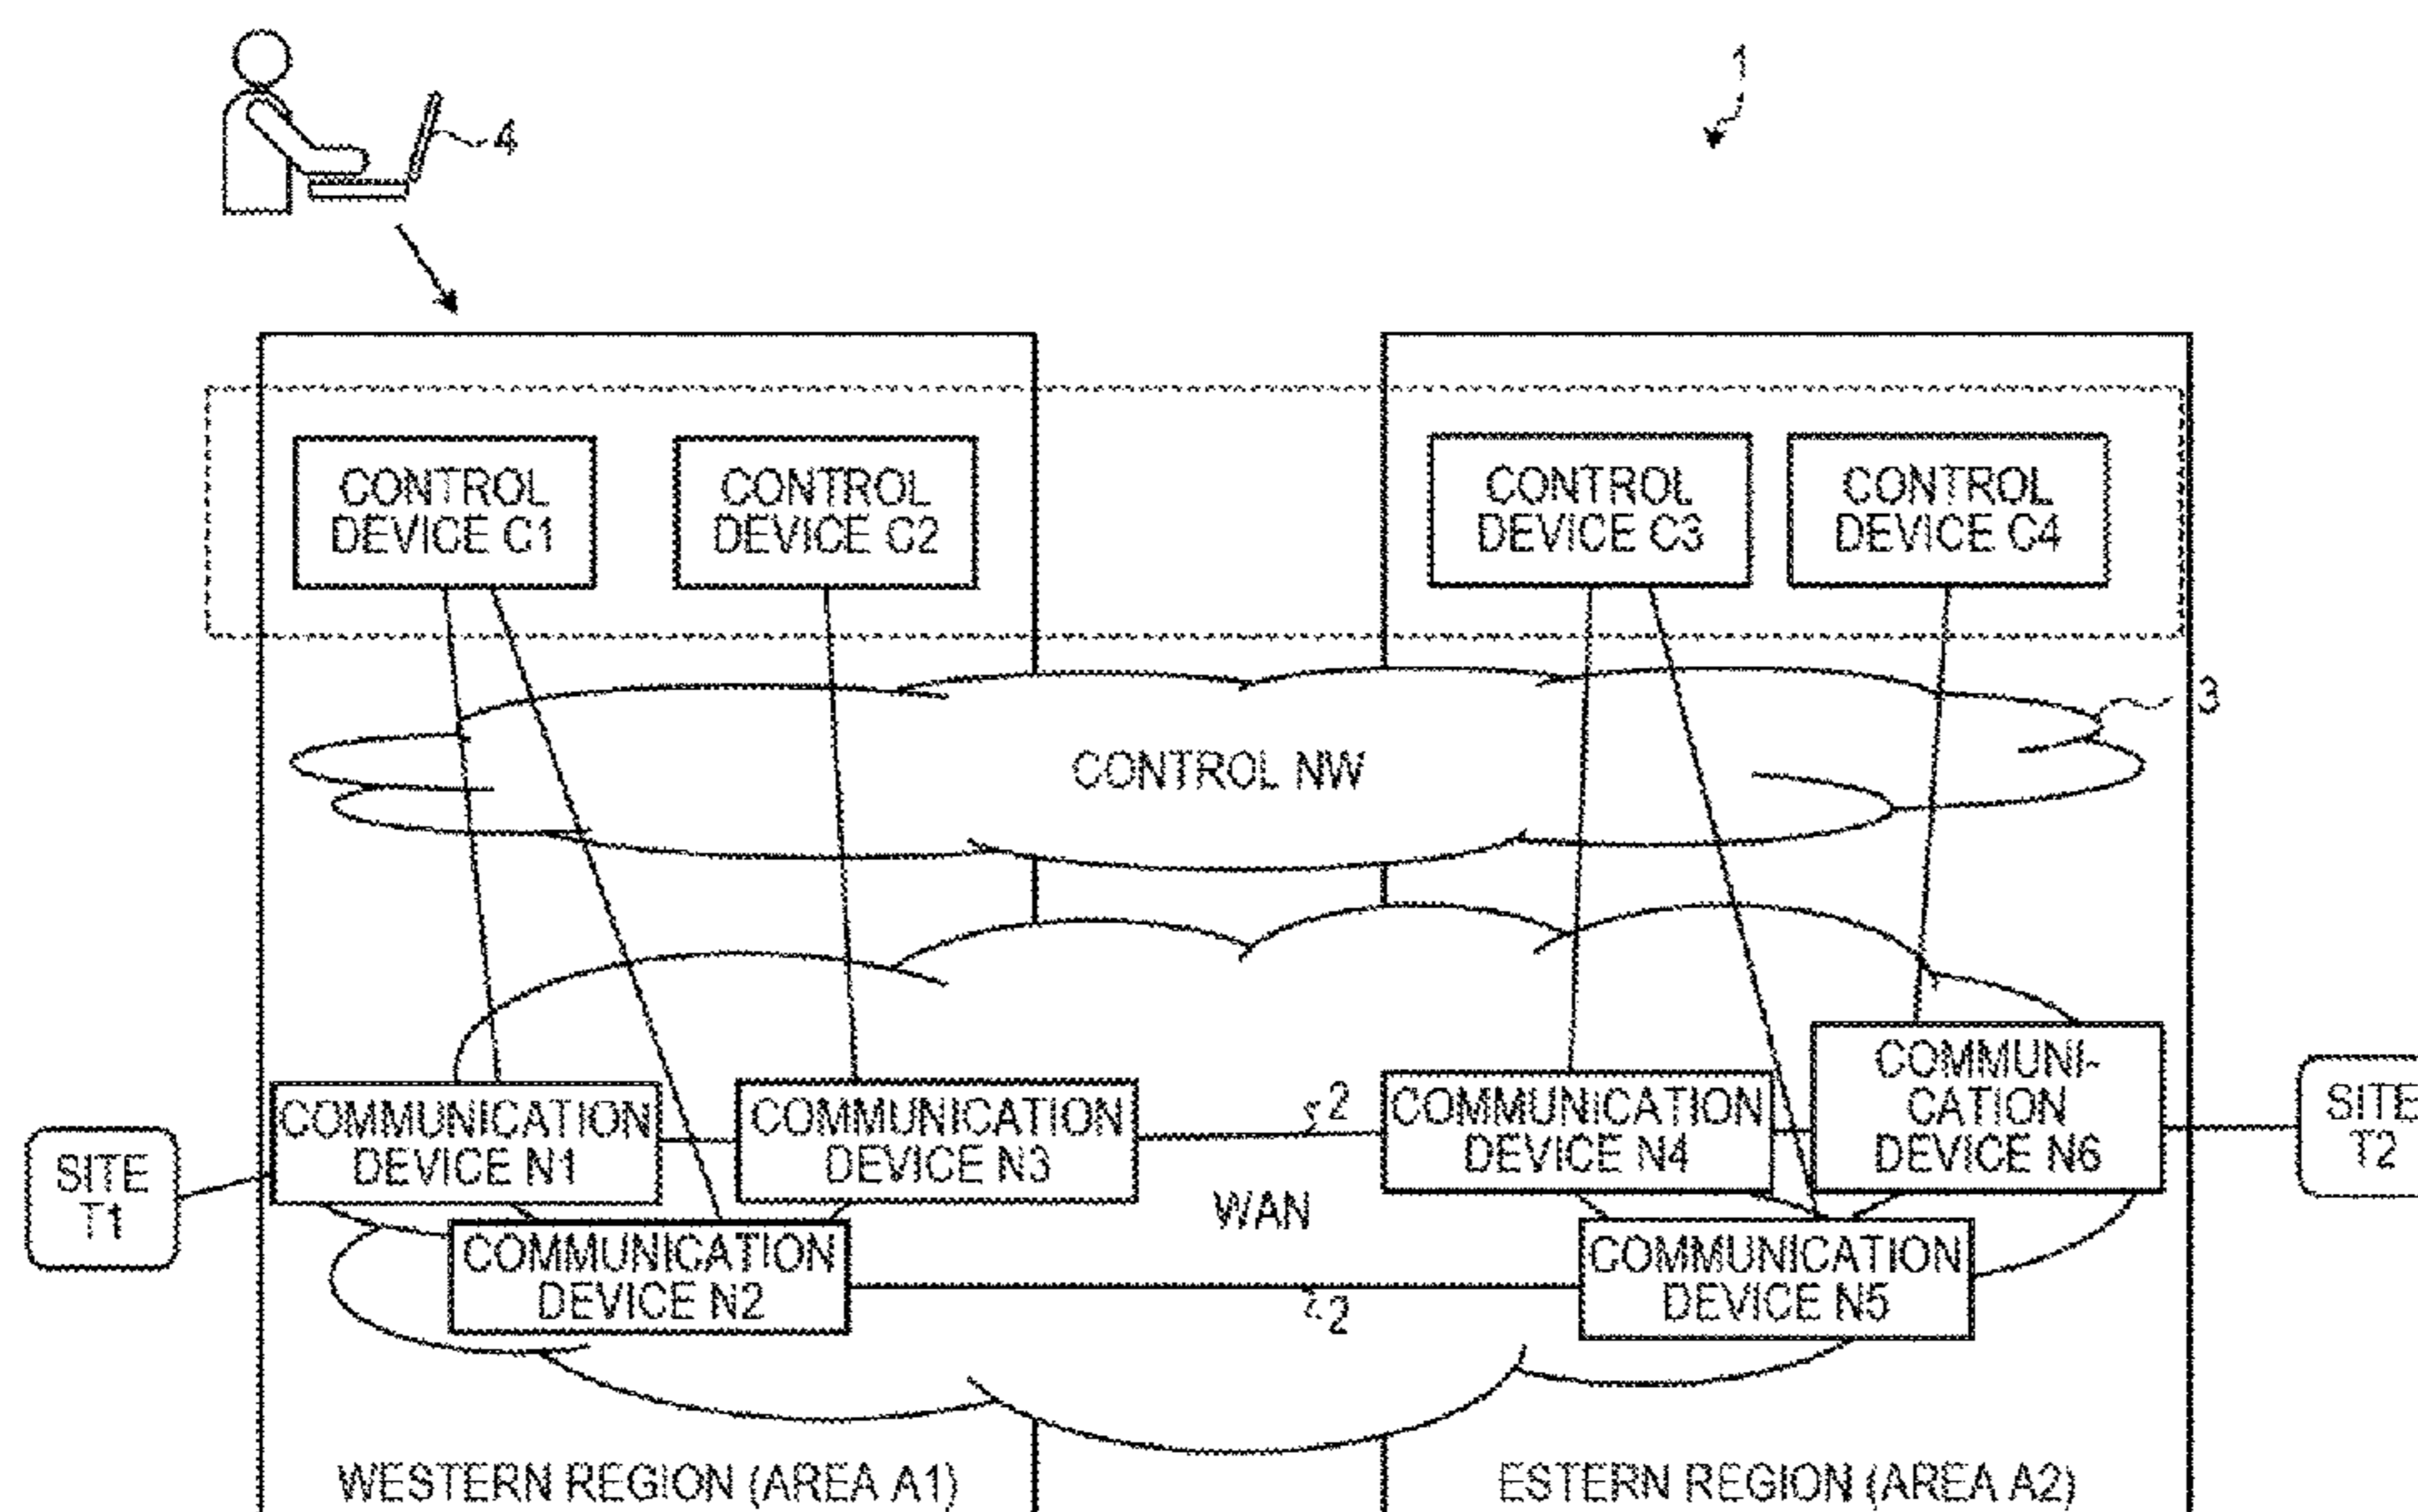 1
4
CONTROL
DEVICE C1
CONTROL
DEVICE C2
CONTROL
DEVICE C3
CONTROL
DEVICE C4
3
CONTROL NW
COMMUNICATION
DEVICE N1
COMMUNICATION
DEVICE N3
2
COMMUNICATION
DEVICE N4
COMMUNI-
CATION
DEVICE N6
SITE
T1
SITE
T2
WAN
COMMUNICATION
DEVICE N2
2
COMMUNICATION
DEVICE N5
WESTERN REGION (AREA A1)
ESTERN REGION (AREA A2)